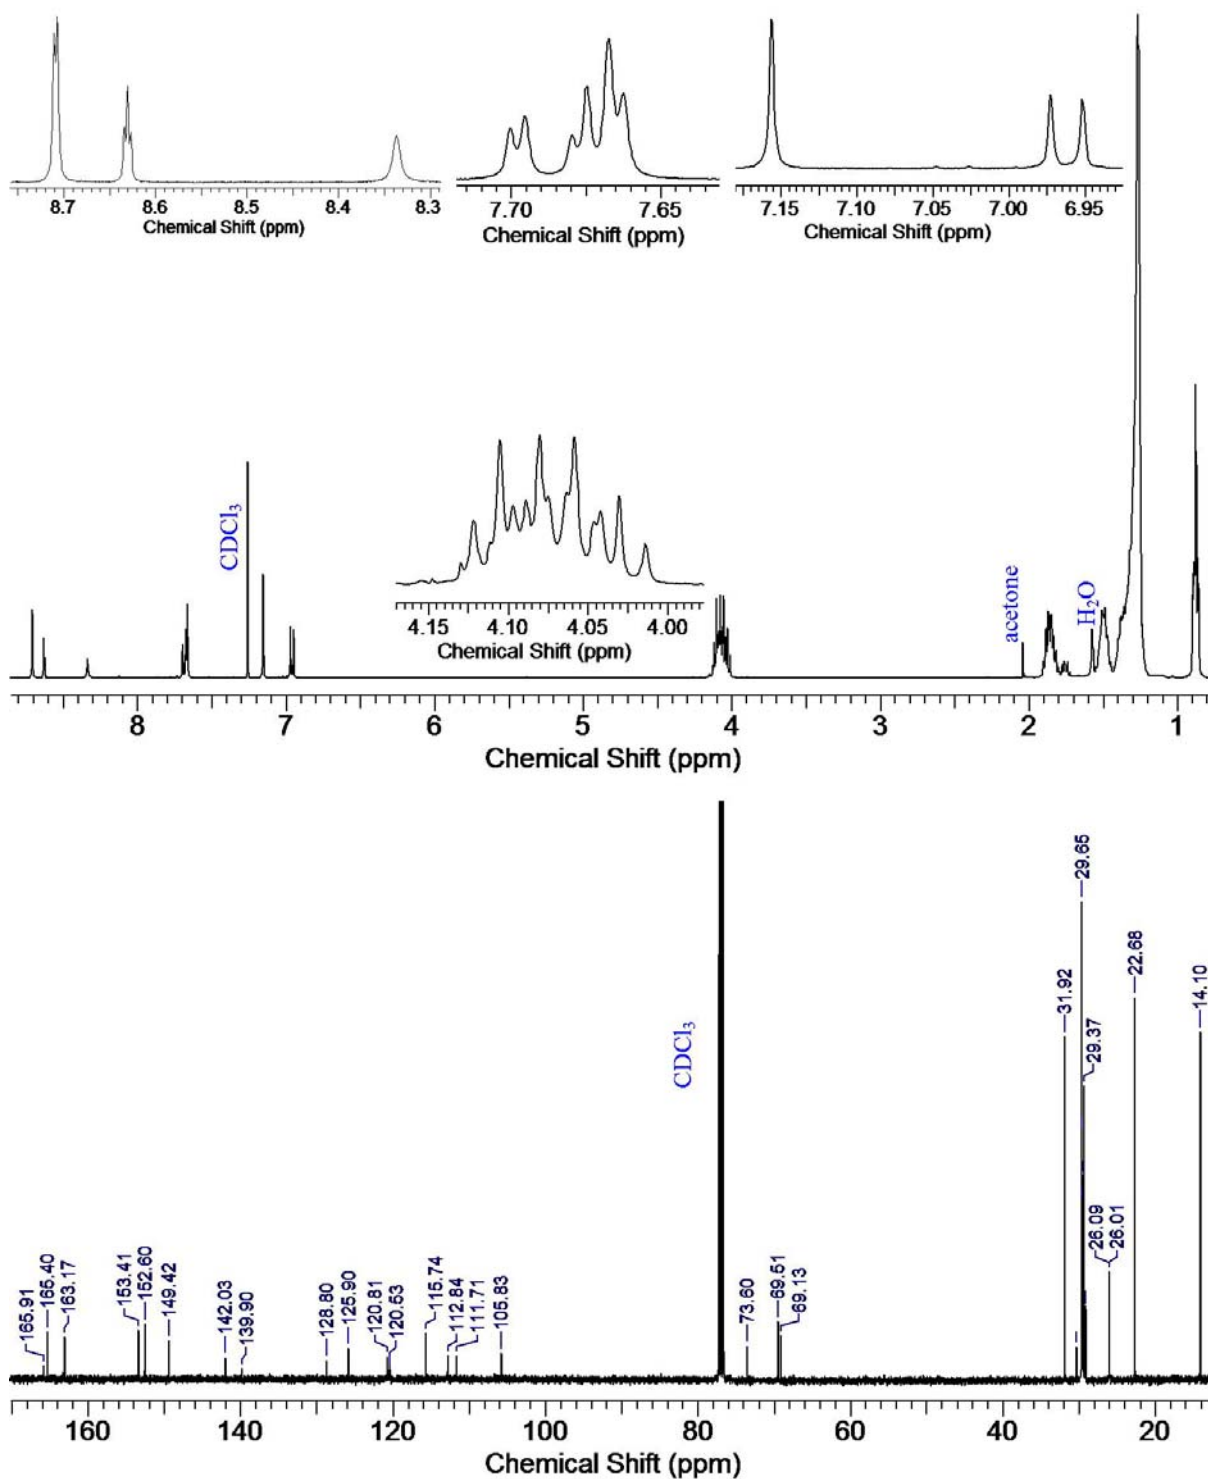 8.7 8.6 8.5 8.4 8.3
Chemical Shift (ppm)
7.70 7.65
Chemical Shift (ppm)
7.15 7.10 7.05 7.00 6.95
Chemical Shift (ppm)
CDCl3
4.15 4.10 4.05 4.00
Chemical Shift (ppm)
acetone
H2O
8 7 6 5 4 3 2 1
Chemical Shift (ppm)
165.91
165.40
163.17
153.41
152.60
149.42
142.03
139.90
128.80
125.90
120.81
120.53
115.74
112.84
111.71
105.83
CDCl3
73.60
69.51
69.13
31.92
29.65
29.37
26.09
26.01
22.68
14.10
160 140 120 100 80 60 40 20
Chemical Shift (ppm)